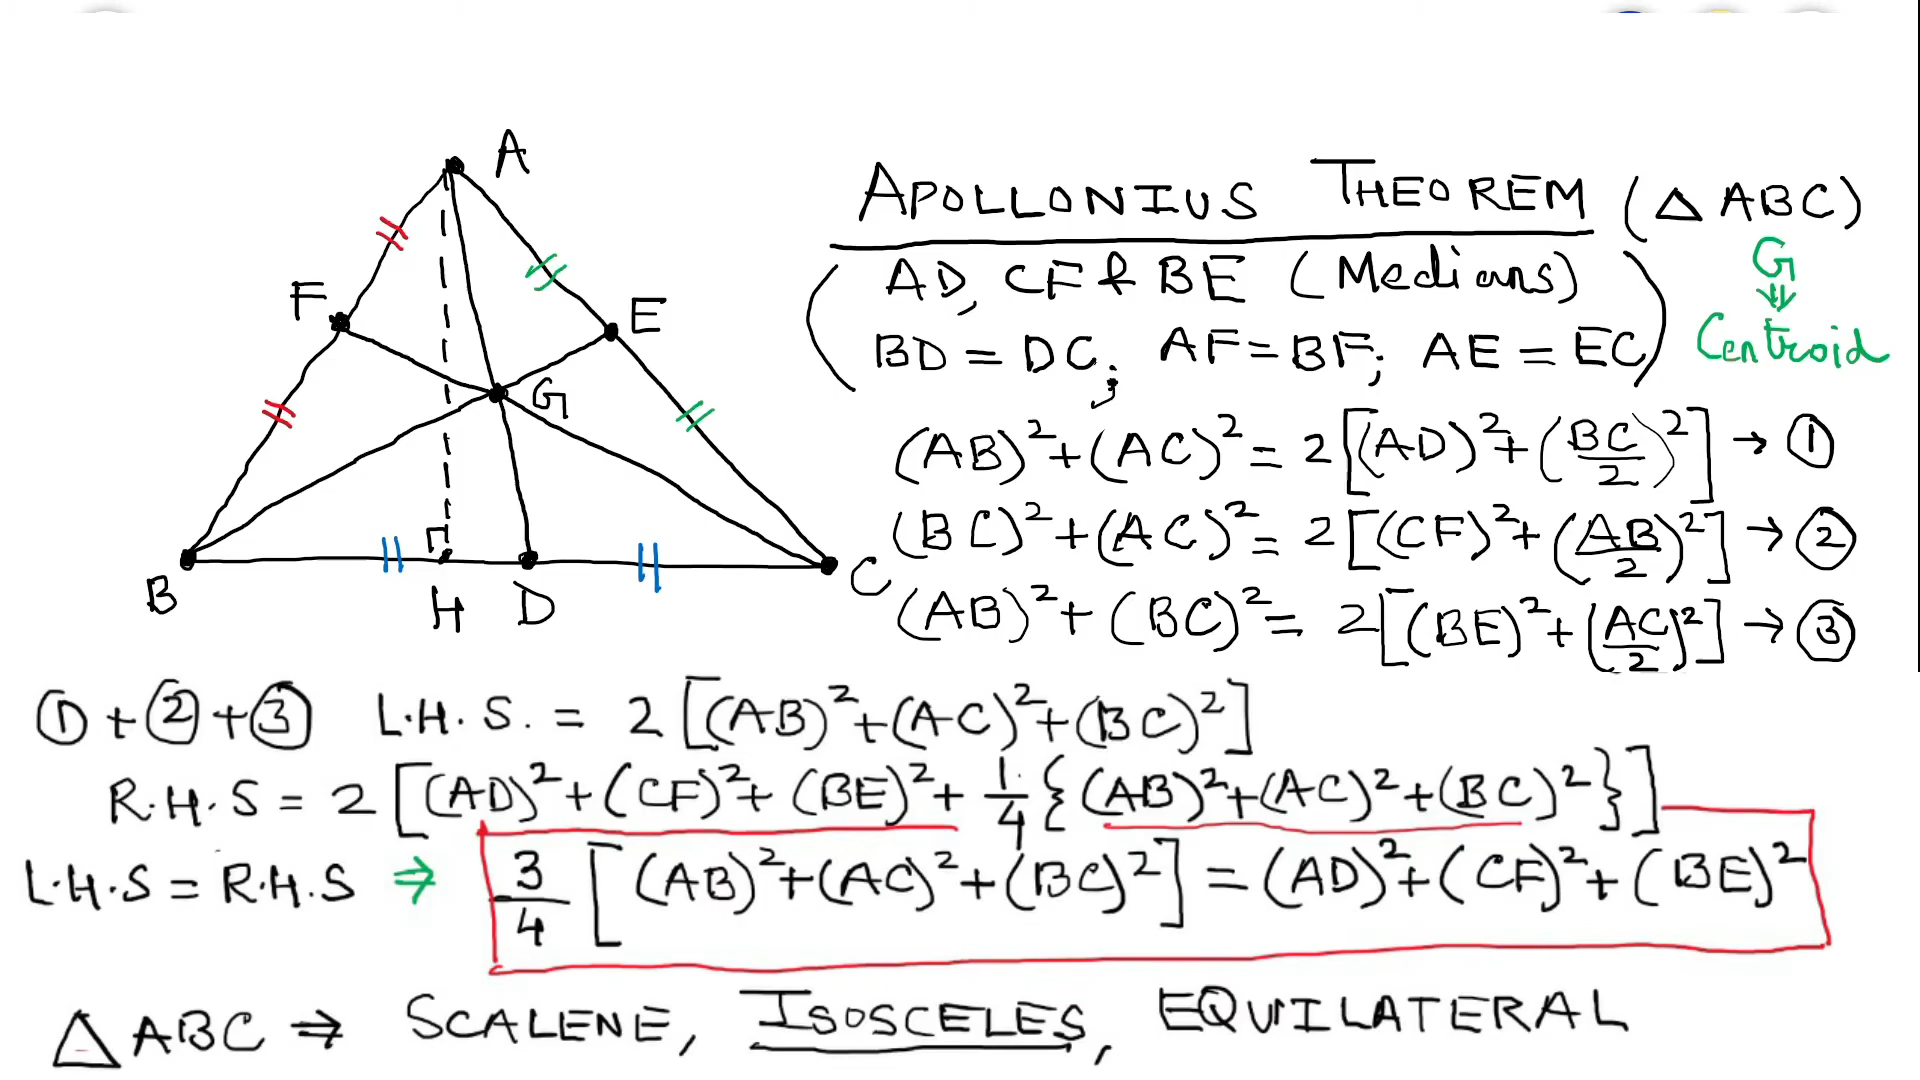 A
F
E
G
B
H
D
C
APOLLONIUS THEOREM (△ ABC)
(AD, CF & BE (Medians)
BD = DC; AF = BF; AE = EC)
G
⇓
Centroid
(AB)² + (AC)² = 2[(AD)² + (BC/2)²] → ①
(BC)² + (AC)² = 2[(CF)² + (AB/2)²] → ②
(AB)² + (BC)² = 2[(BE)² + (AC/2)²] → ③
① + ② + ③ L.H.S. = 2[(AB)² + (AC)² + (BC)²]
R.H.S = 2[(AD)² + (CF)² + (BE)² + 1/4{(AB)² + (AC)² + (BC)²}]
L.H.S = R.H.S ⇒ 3/4[(AB)² + (AC)² + (BC)²] = (AD)² + (CF)² + (BE)²
△ ABC ⇒ SCALENE, ISOSCELES, EQUILATERAL